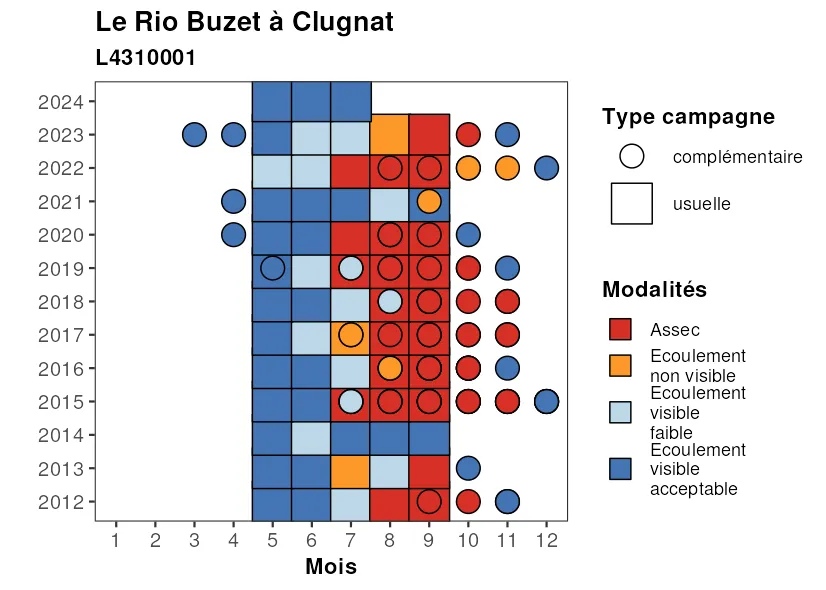 Le Rio Buzet à Clugnat
L4310001
2024
2023
2022
2021
2020
2019
2018
2017
2016
2015
2014
2013
2012
1 2 3 4 5 6 7 8 9 10 11 12
Mois
Type campagne
complémentaire
usuelle
Modalités
Assec
Ecoulement
non visible
Ecoulement
visible
faible
Ecoulement
visible
acceptable